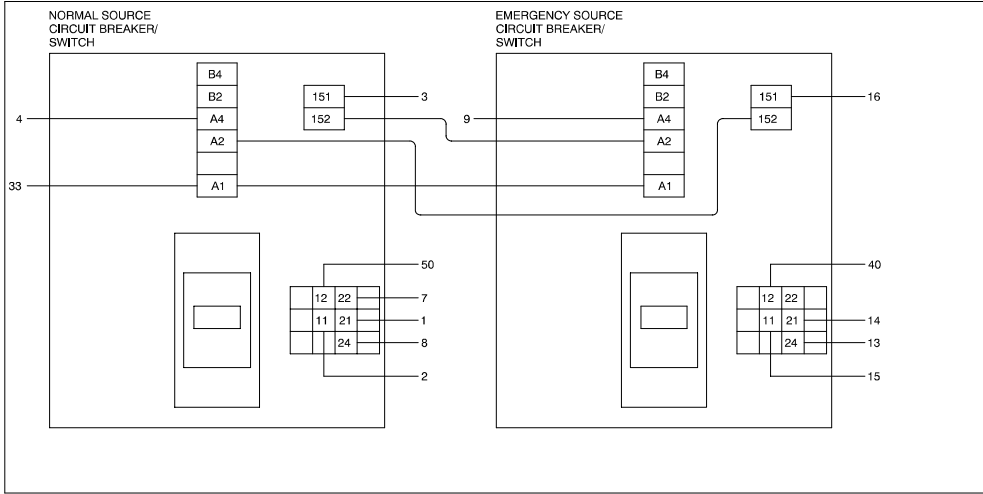 NORMAL SOURCE
CIRCUIT BREAKER/
SWITCH
B4
B2
A4
A2
A1
151
152
4
33
3
50
12 22
7
11 21
1
24
8
2
EMERGENCY SOURCE
CIRCUIT BREAKER/
SWITCH
B4
B2
A4
A2
A1
151
152
9
16
40
12 22
11 21
14
24
13
15